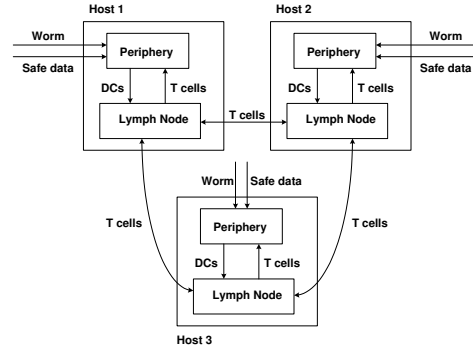 Host 1
Host 2
Worm
Safe data
Periphery
DCs
T cells
Lymph Node
T cells
Periphery
DCs
T cells
Lymph Node
Worm
Safe data
T cells
T cells
Worm
Safe data
Periphery
DCs
T cells
Lymph Node
Host 3